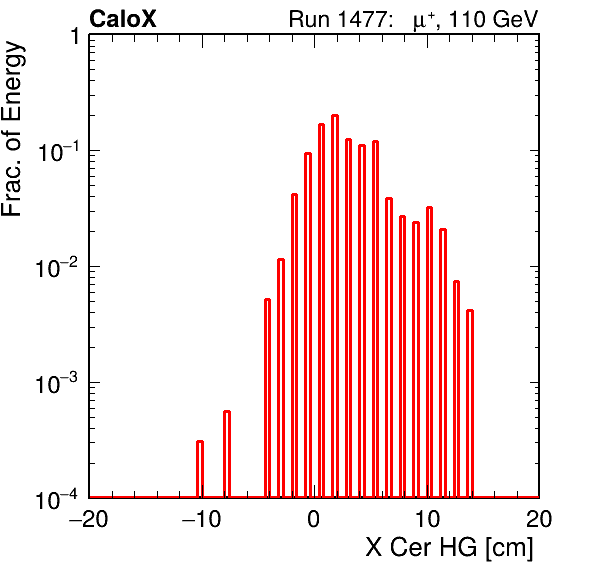 CaloX Run 1477: μ⁺, 110 GeV
Frac. of Energy
1
10⁻¹
10⁻²
10⁻³
10⁻⁴
−20 −10 0 10 20
X Cer HG [cm]